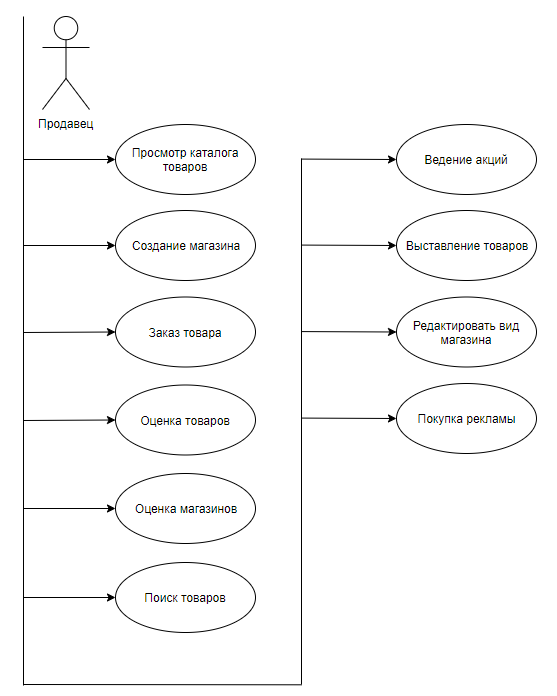 Продавец
Просмотр каталога
товаров
Создание магазина
Заказ товара
Оценка товаров
Оценка магазинов
Поиск товаров
Ведение акций
Выставление товаров
Редактировать вид
магазина
Покупка рекламы